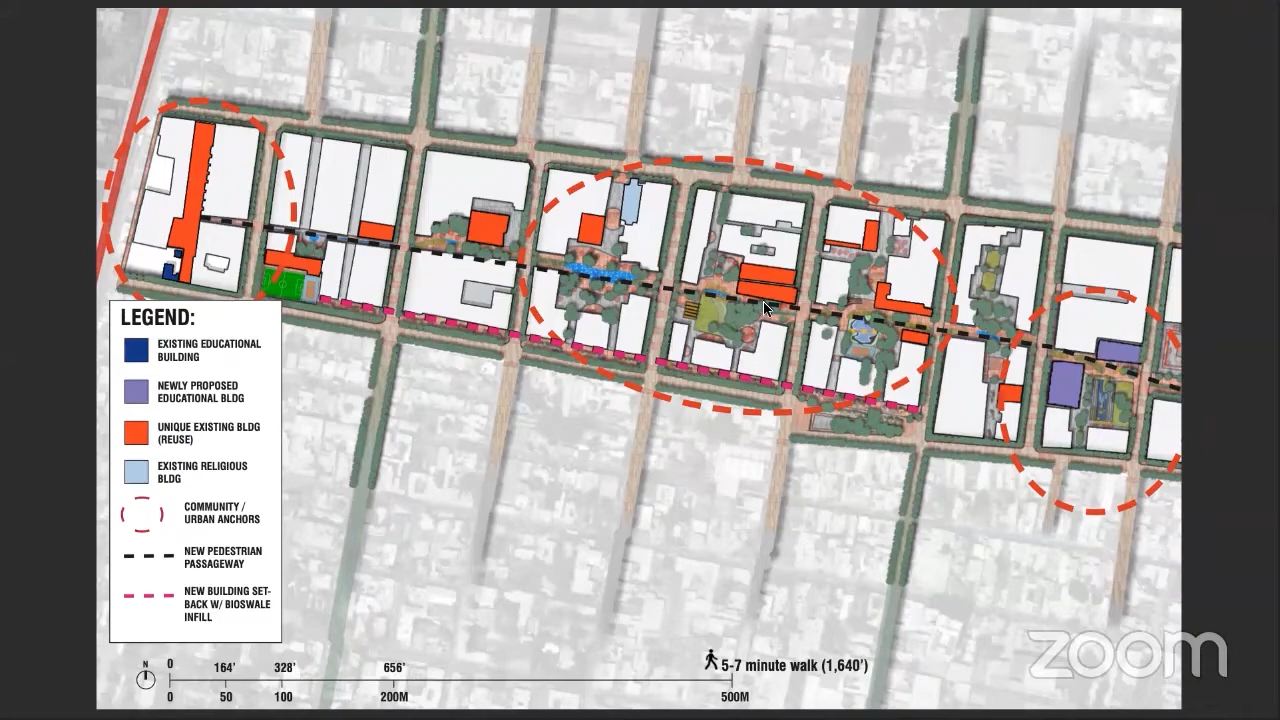 LEGEND:
EXISTING EDUCATIONAL
BUILDING
NEWLY PROPOSED
EDUCATIONAL BLDG
UNIQUE EXISTING BLDG
(REUSE)
EXISTING RELIGIOUS
BLDG
COMMUNITY /
URBAN ANCHORS
NEW PEDESTRIAN
PASSAGEWAY
NEW BUILDING SET-
BACK W/ BIOSWALE
INFILL
N
0 164' 328' 656'
5-7 minute walk (1,640')
0 50 100 200M 500M
zoom